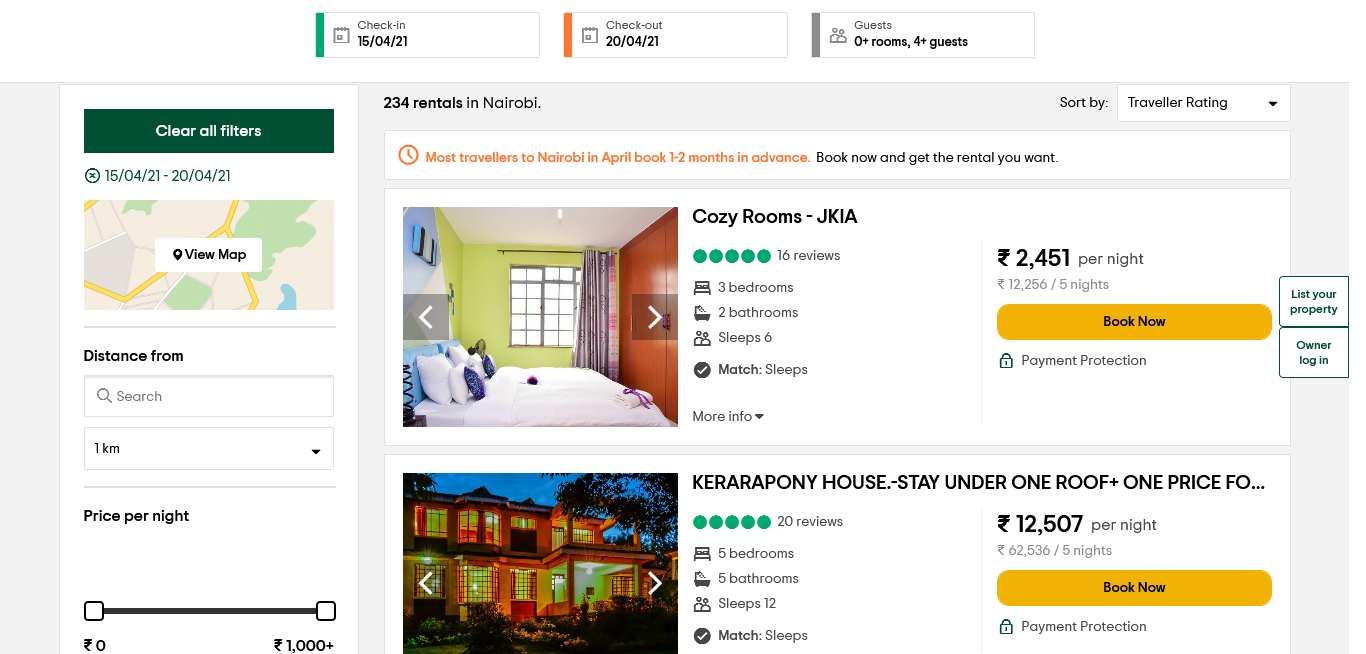 Check-in
15/04/21
Check-out
20/04/21
Guests
0+ rooms, 4+ guests
Clear all filters
15/04/21 - 20/04/21
View Map
Distance from
Search
1 km
Price per night
₹ 0
₹ 1,000+
234 rentals in Nairobi.
Sort by:
Traveller Rating
Most travellers to Nairobi in April book 1-2 months in advance. Book now and get the rental you want.
Cozy Rooms - JKIA
16 reviews
3 bedrooms
2 bathrooms
Sleeps 6
Match: Sleeps
More info
₹ 2,451 per night
₹ 12,256 / 5 nights
Book Now
Payment Protection
KERARAPONY HOUSE.-STAY UNDER ONE ROOF+ ONE PRICE FO...
20 reviews
5 bedrooms
5 bathrooms
Sleeps 12
Match: Sleeps
₹ 12,507 per night
₹ 62,536 / 5 nights
Book Now
Payment Protection
List your
property
Owner
log in